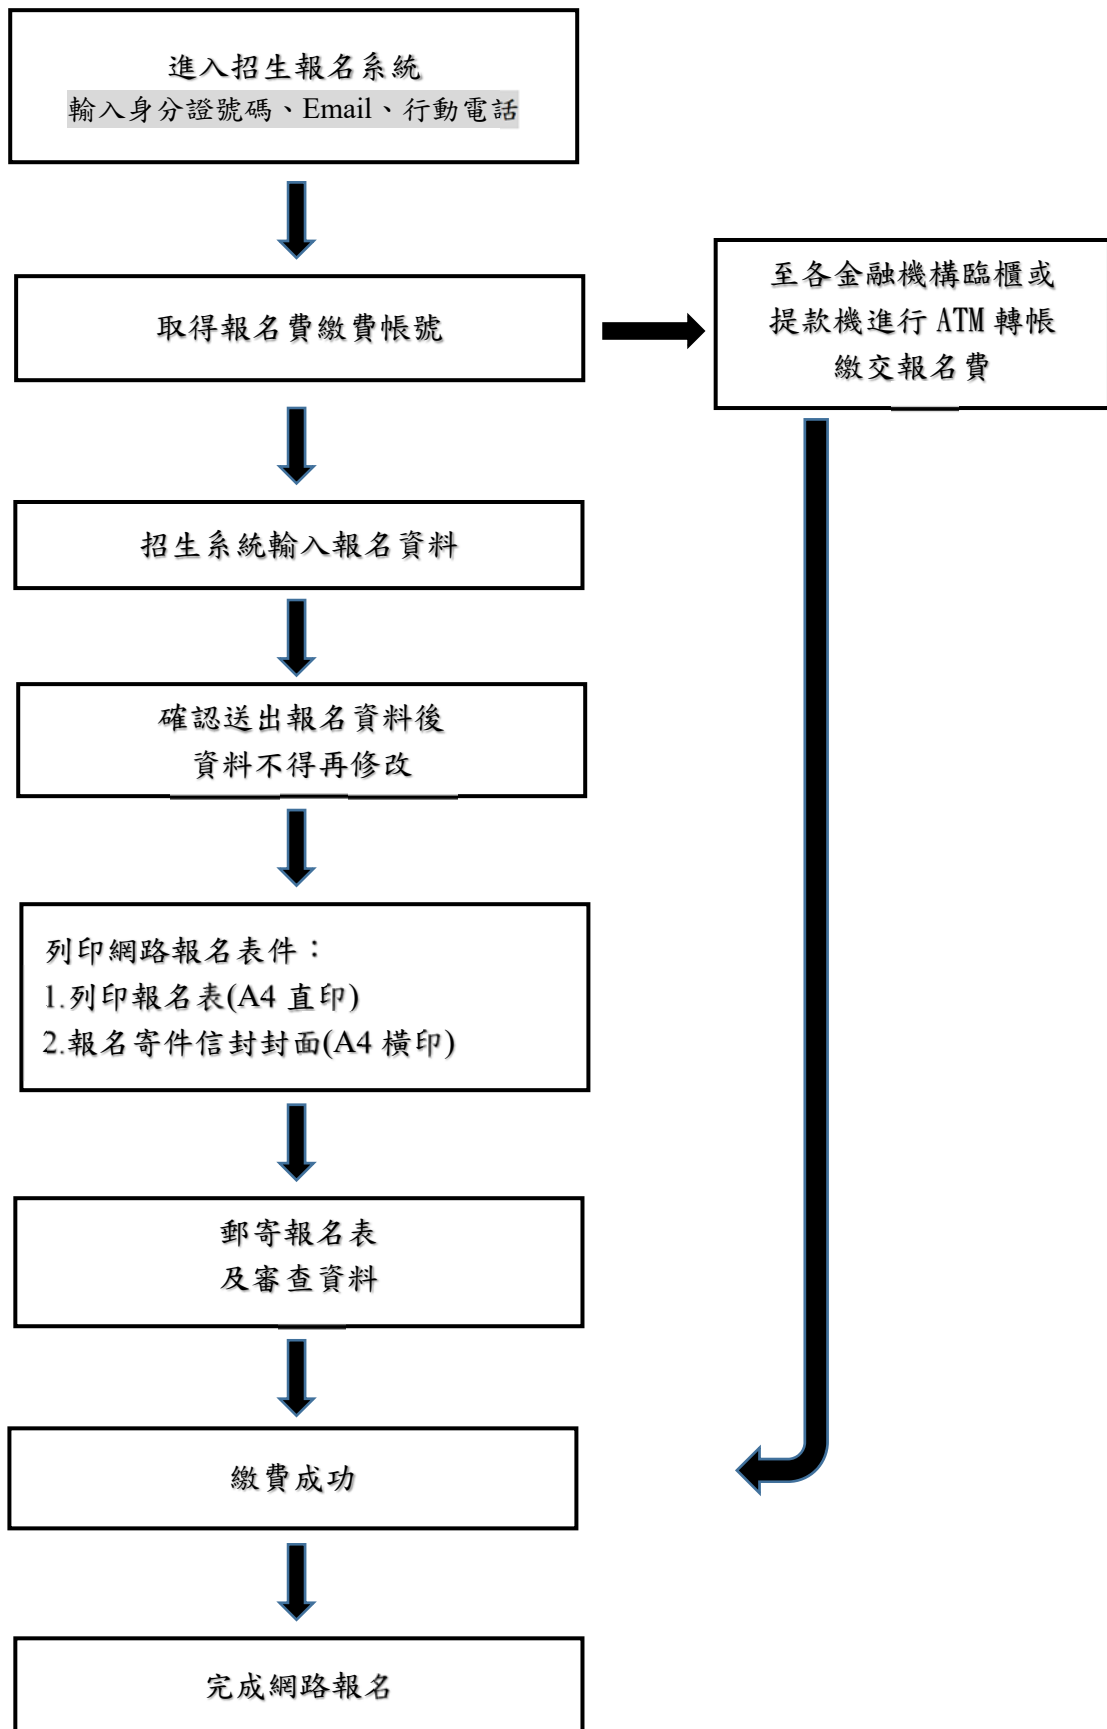 進入招生報名系統
輸入身分證號碼、Email、行動電話
取得報名費繳費帳號
至各金融機構臨櫃或
提款機進行 ATM 轉帳
繳交報名費
招生系統輸入報名資料
確認送出報名資料後
資料不得再修改
列印網路報名表件：
1.列印報名表(A4 直印)
2.報名寄件信封封面(A4 橫印)
郵寄報名表
及審查資料
繳費成功
完成網路報名